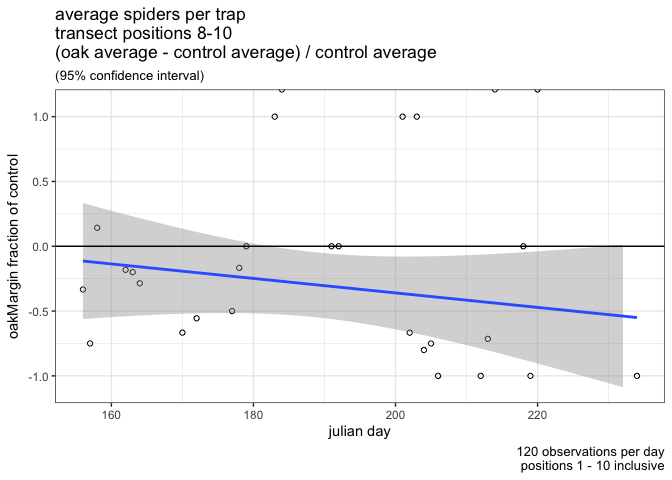 average spiders per trap
transect positions 8-10
(oak average - control average) / control average
(95% confidence interval)
oakMargin fraction of control
1.0
0.5
0.0
-0.5
-1.0
160
180
200
220
julian day
120 observations per day
positions 1 - 10 inclusive